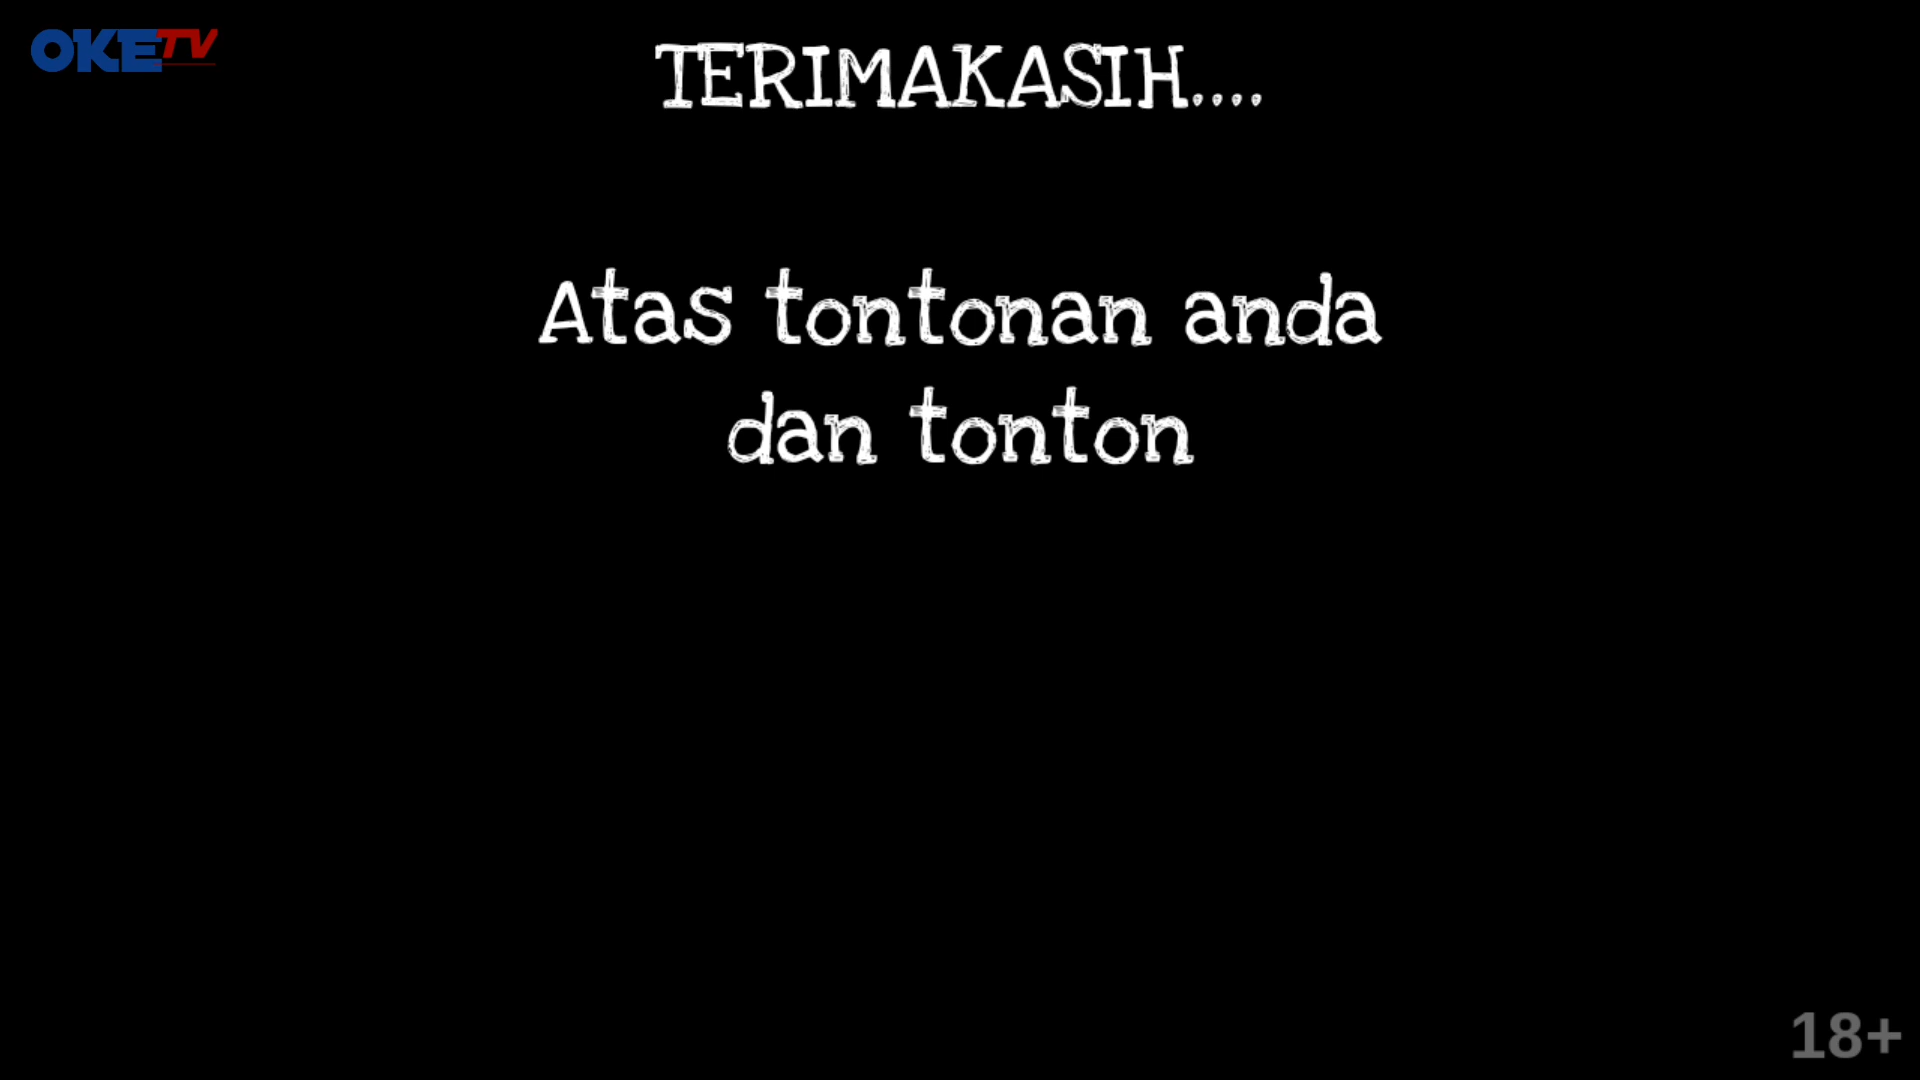 OKETV
TERIMAKASIH....
Atas tontonan anda
dan tonton
18+